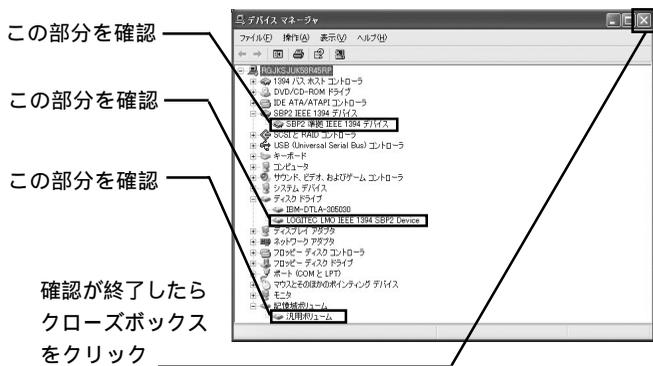 この部分を確認
この部分を確認
この部分を確認
確認が終了したら
クローズボックス
をクリック
デバイス マネージャ
ファイル(F) 操作(A) 表示(V) ヘルプ(H)
RGJKSJUK58R45RP
1394 バス ホスト コントローラ
DVD/CD-ROM ドライブ
IDE ATA/ATAPI コントローラ
SBP2 IEEE 1394 デバイス
SBP2 準拠 IEEE 1394 デバイス
SCSI と RAID コントローラ
USB (Universal Serial Bus) コントローラ
キーボード
コンピュータ
サウンド、ビデオ、およびゲーム コントローラ
システム デバイス
ディスク ドライブ
IBM-DTLA-305030
LOGITEC LMO IEEE 1394 SBP2 Device
ディスプレイ アダプタ
ネットワーク アダプタ
フロッピー ディスク コントローラ
フロッピー ディスク ドライブ
ポート (COM と LPT)
マウスとそのほかのポインティング デバイス
モニタ
記憶域ボリューム
汎用ボリューム